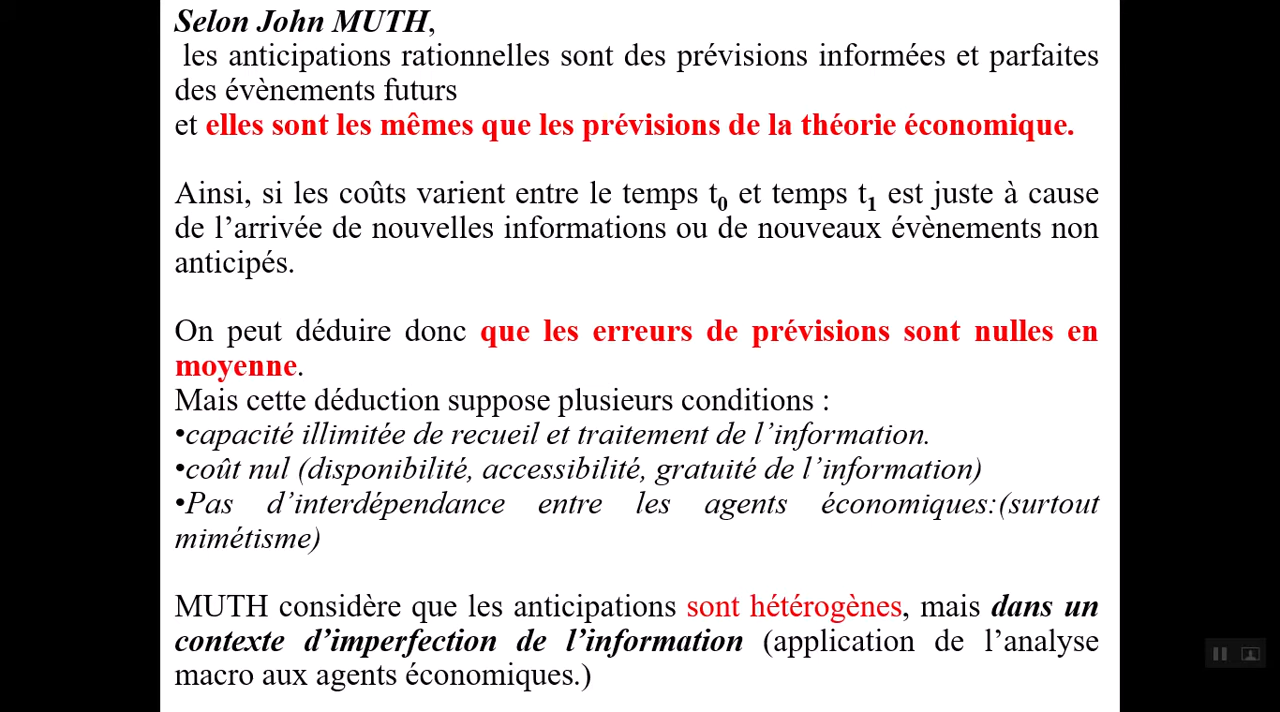 Selon John MUTH,
les anticipations rationnelles sont des prévisions informées et parfaites
des évènements futurs
et elles sont les mêmes que les prévisions de la théorie économique.
Ainsi, si les coûts varient entre le temps t₀ et temps t₁ est juste à cause
de l’arrivée de nouvelles informations ou de nouveaux évènements non
anticipés.
On peut déduire donc que les erreurs de prévisions sont nulles en
moyenne.
Mais cette déduction suppose plusieurs conditions :
•capacité illimitée de recueil et traitement de l’information.
•coût nul (disponibilité, accessibilité, gratuité de l’information)
•Pas d’interdépendance entre les agents économiques:(surtout
mimétisme)
MUTH considère que les anticipations sont hétérogènes, mais dans un
contexte d’imperfection de l’information (application de l’analyse
macro aux agents économiques.)